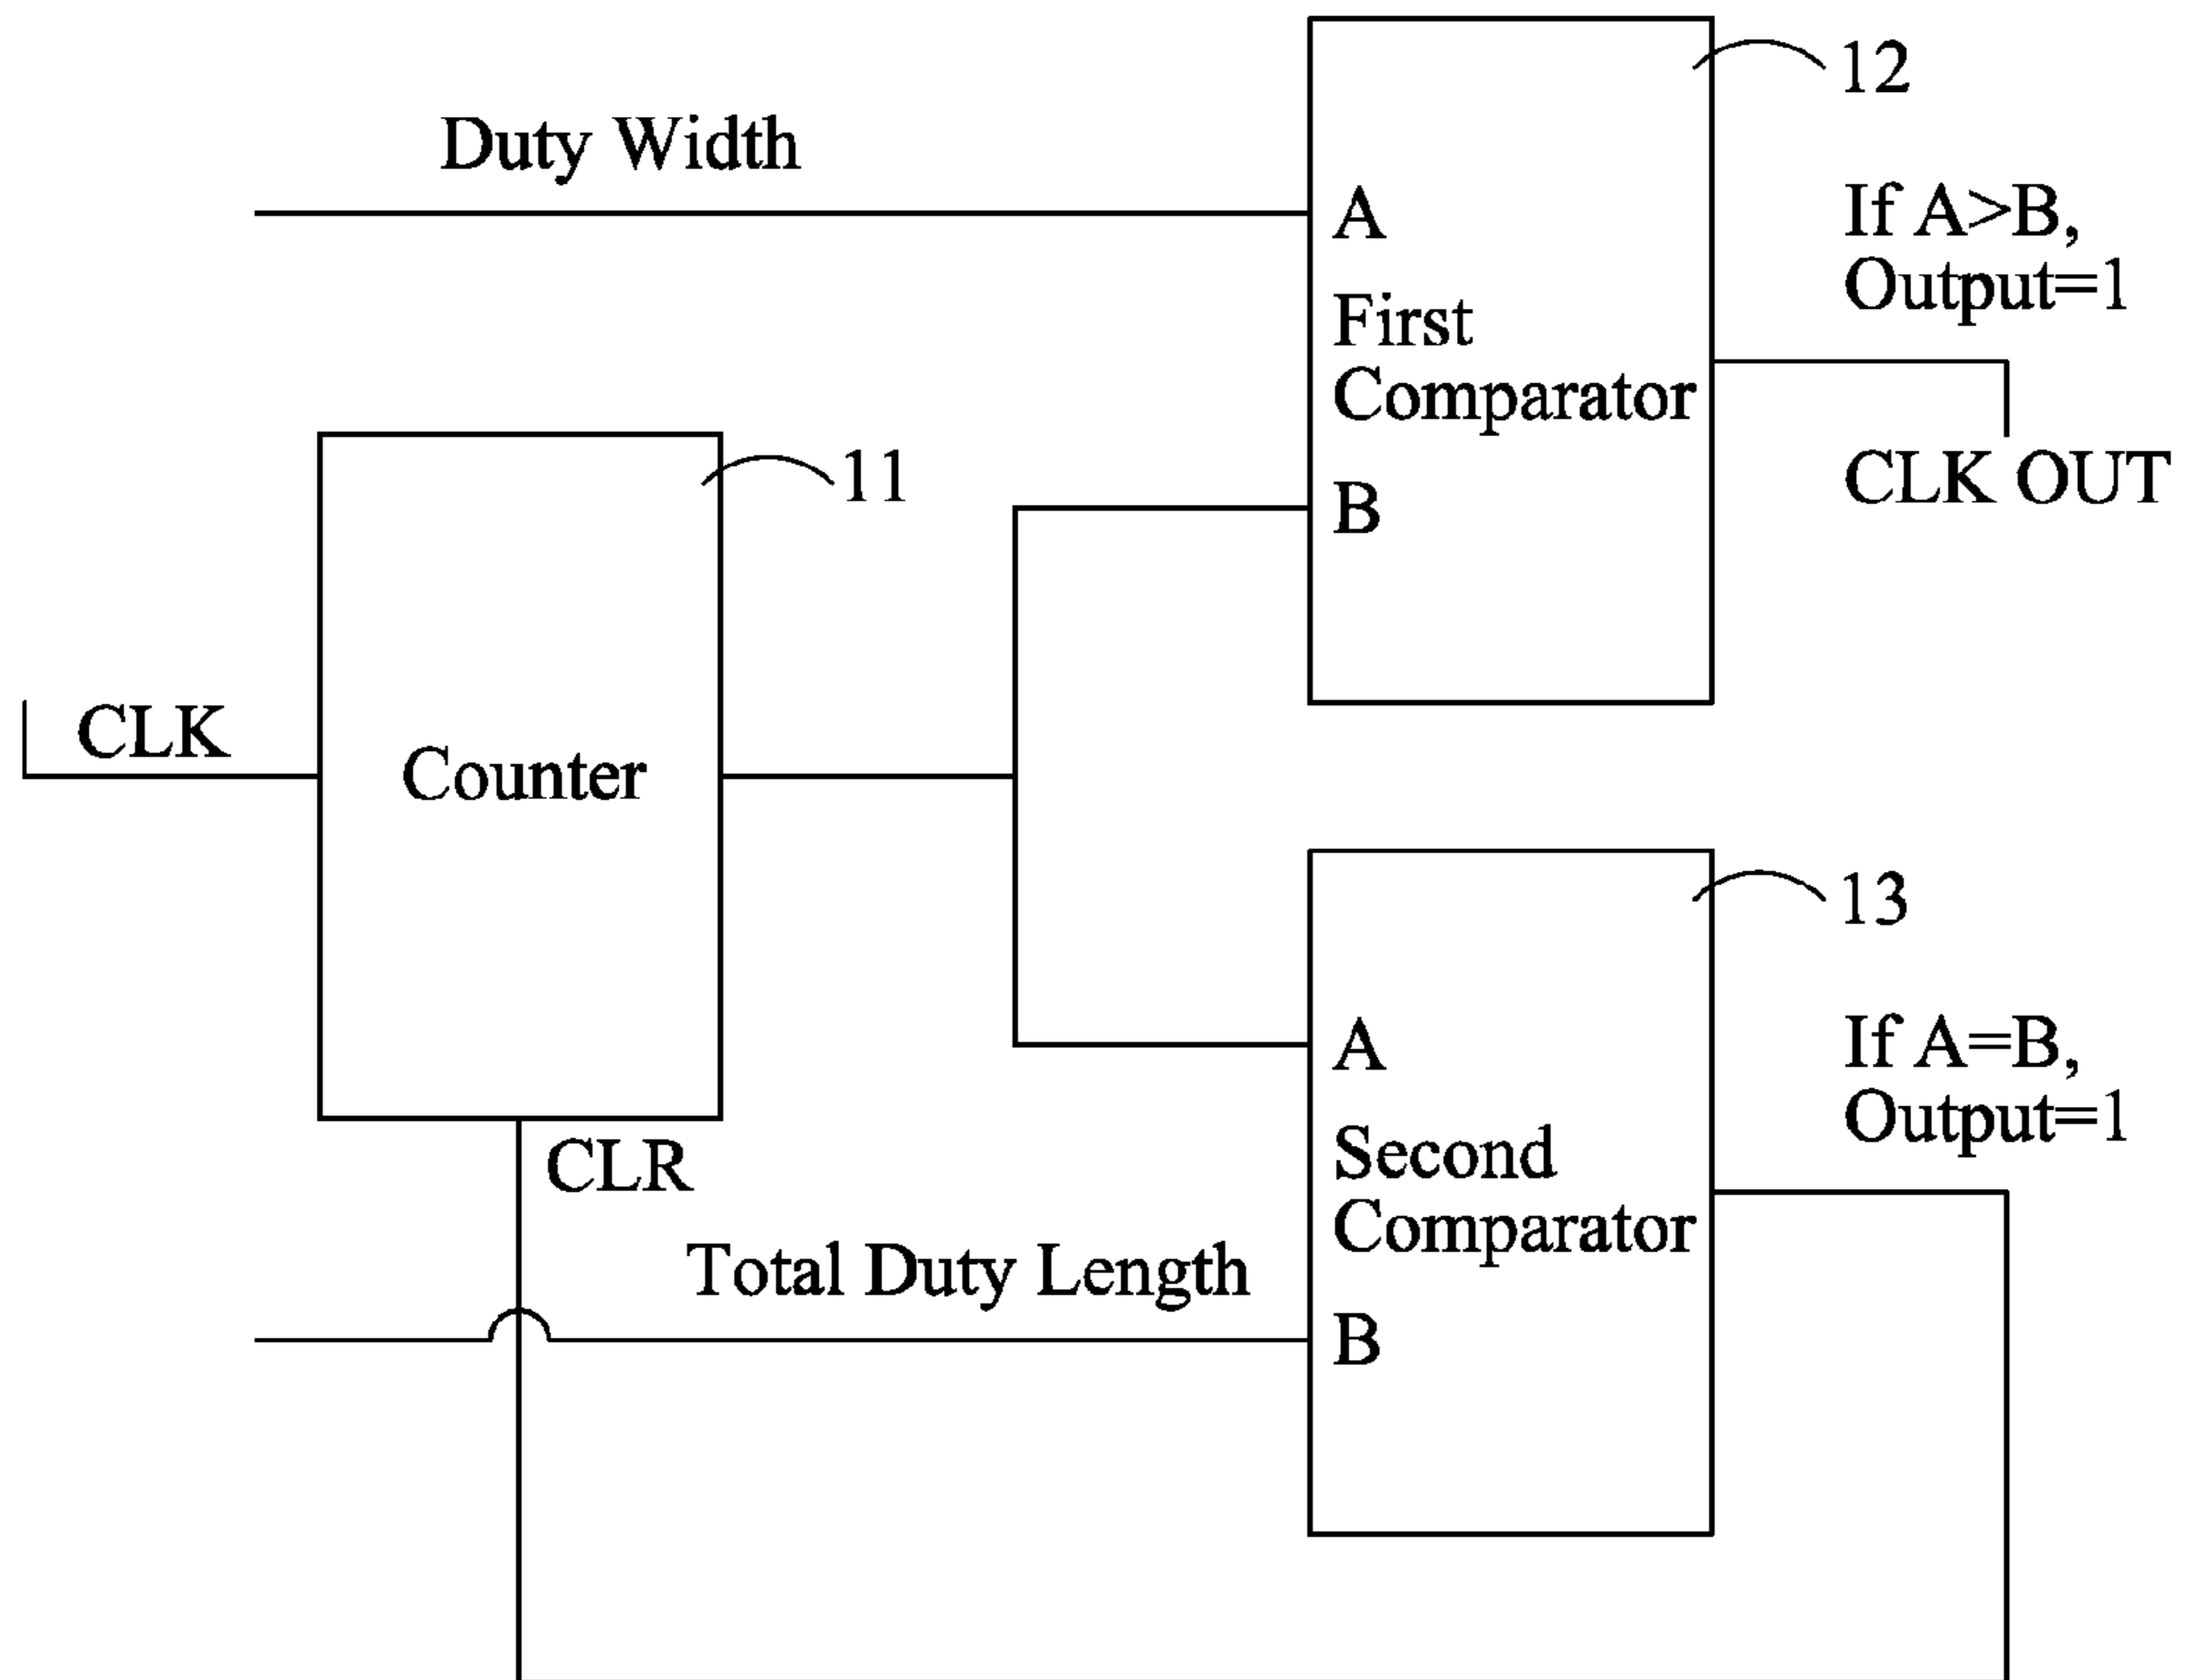 12
Duty Width
A
If A>B,
Output=1
First
Comparator
11
CLK OUT
B
CLK
Counter
13
A
If A=B,
Output=1
CLR
Second
Comparator
Total Duty Length
B